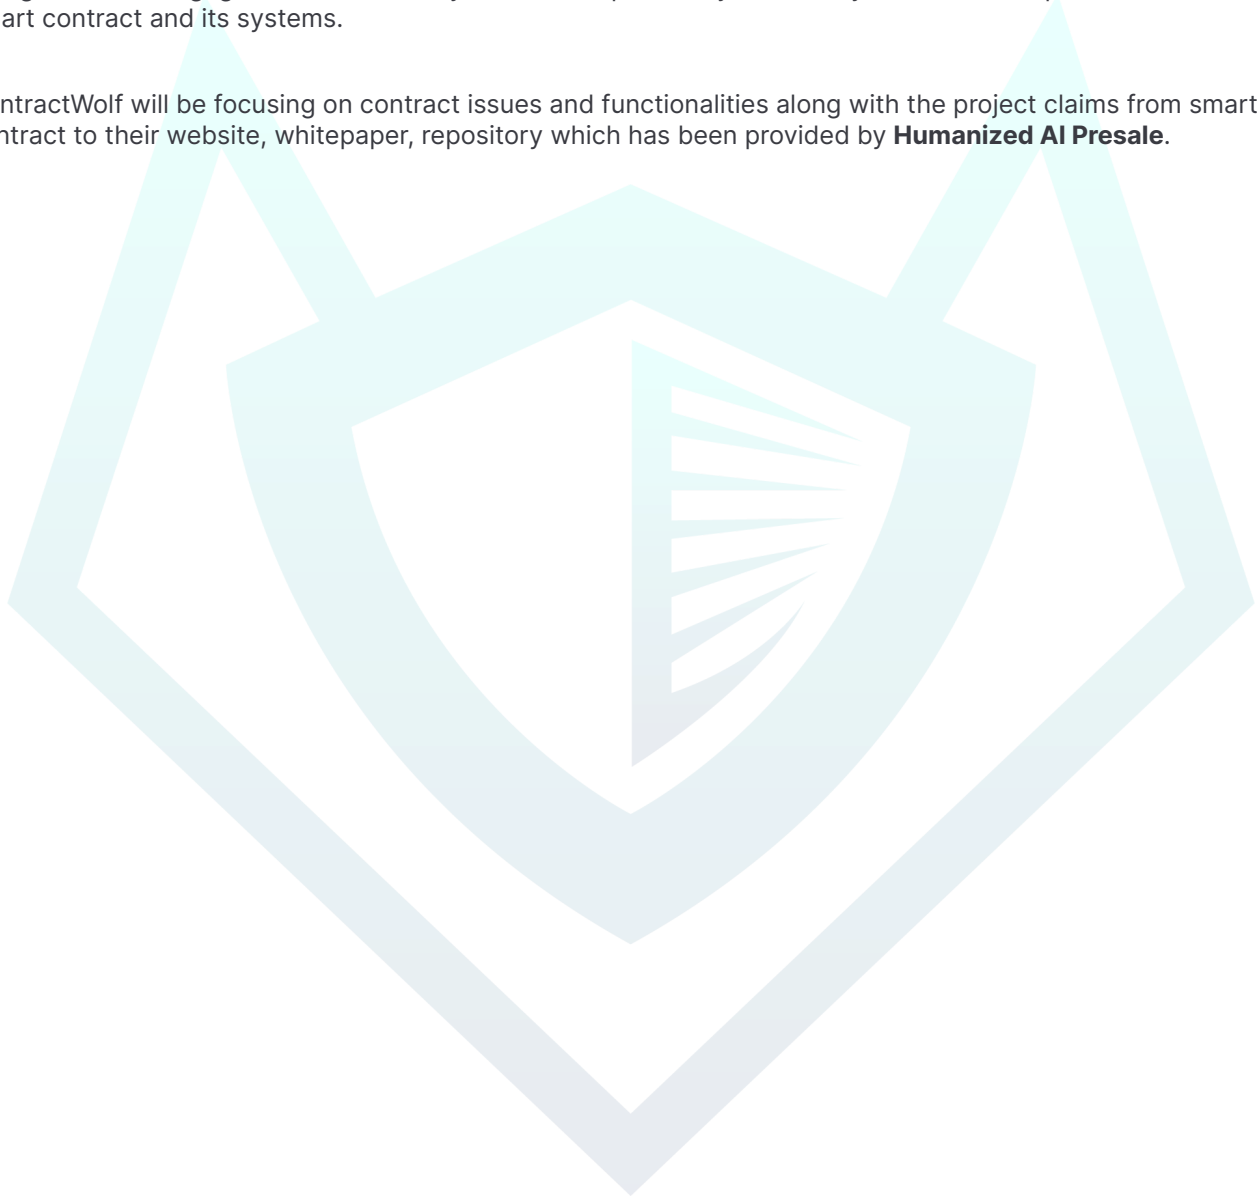 art contract and its systems.
ntractWolf will be focusing on contract issues and functionalities along with the project claims from smart
ntract to their website, whitepaper, repository which has been provided by Humanized AI Presale.